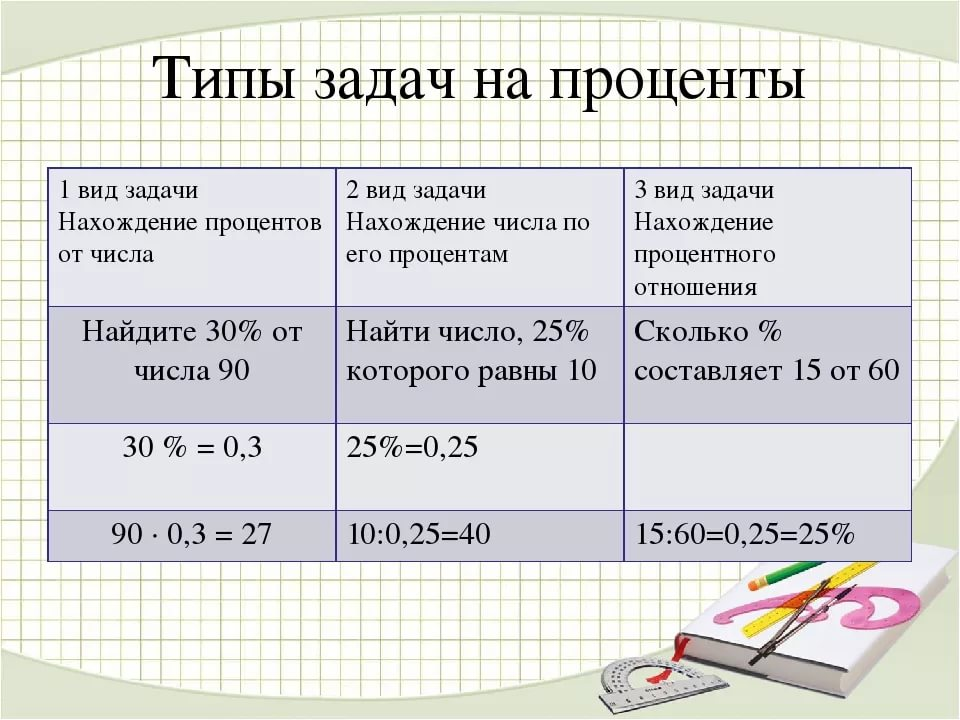 Типы задач на проценты
1 вид задачи
Нахождение процентов
от числа
2 вид задачи
Нахождение числа по
его процентам
3 вид задачи
Нахождение
процентного
отношения
Найдите 30% от
числа 90
Найти число, 25%
которого равны 10
Сколько %
составляет 15 от 60
30 % = 0,3
25%=0,25
90 · 0,3 = 27
10:0,25=40
15:60=0,25=25%